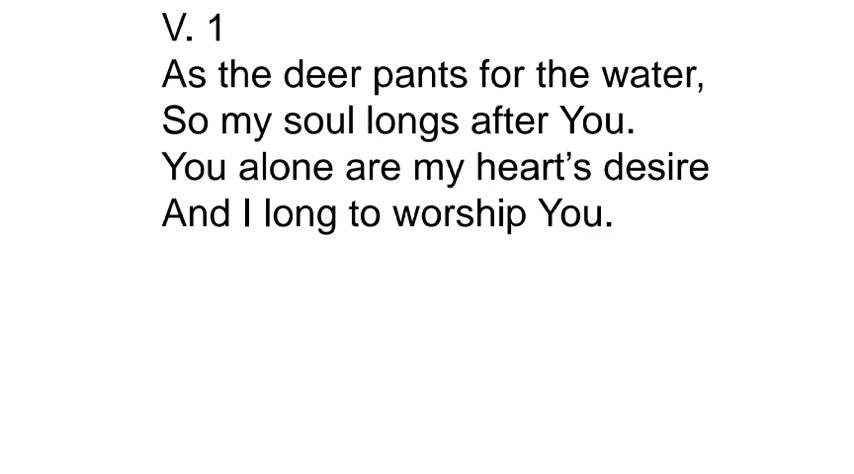 V. 1
As the deer pants for the water,
So my soul longs after You.
You alone are my heart’s desire
And I long to worship You.